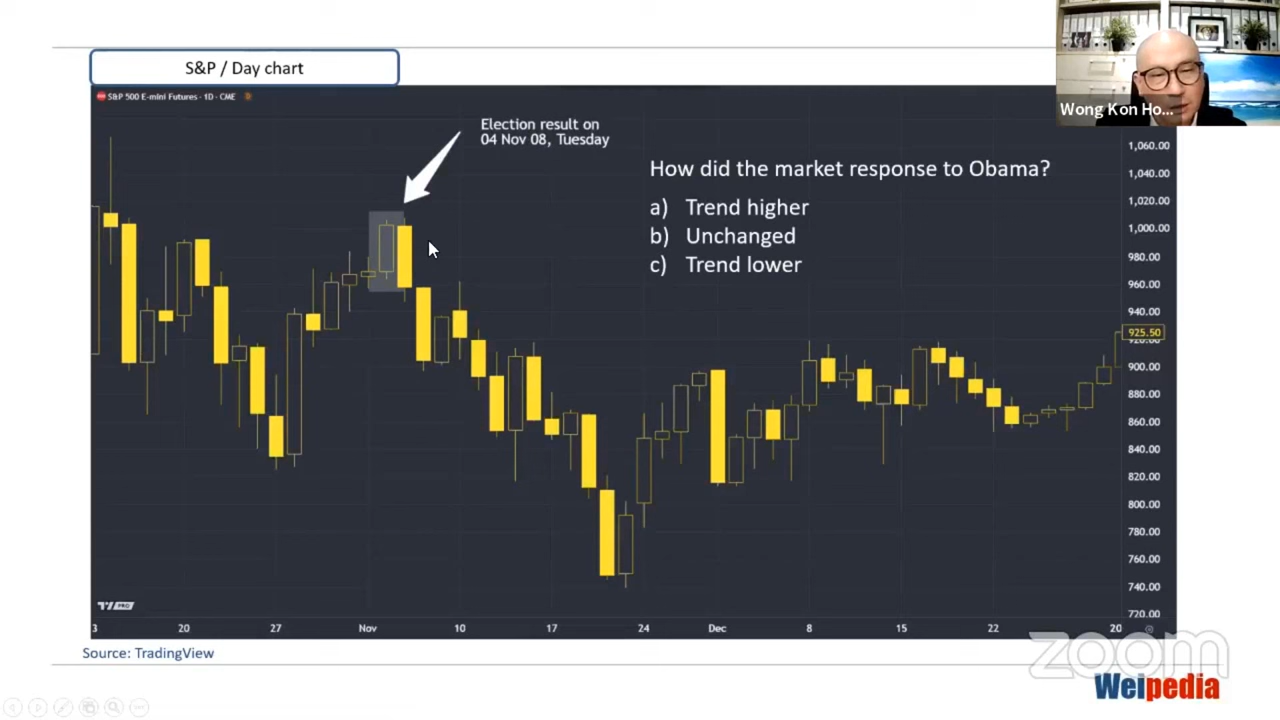 S&P / Day chart
S&P 500 E-mini Futures · 1D · CME
Election result on
04 Nov 08, Tuesday
How did the market response to Obama?
a) Trend higher
b) Unchanged
c) Trend lower
Wong Kon Ho...
1,060.00
1,040.00
1,020.00
1,000.00
980.00
960.00
940.00
925.50
920.00
900.00
880.00
860.00
840.00
820.00
800.00
780.00
760.00
740.00
720.00
PRO
3 20 27 Nov 10 17 24 Dec 8 15 22 20
Source: TradingView
zoom
Weipedia